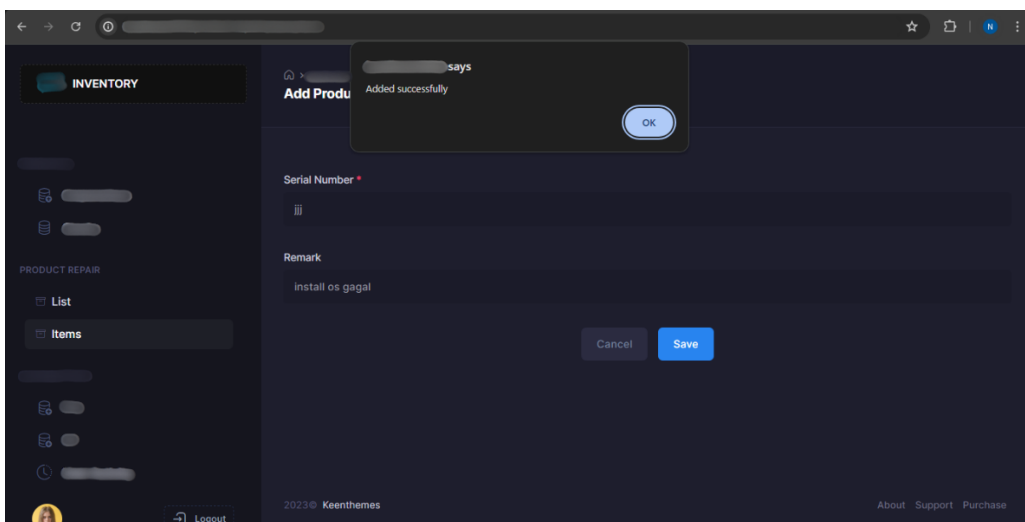 says
Added successfully
OK
INVENTORY
Add Produ
Serial Number *
jjj
Remark
install os gagal
Cancel
Save
PRODUCT REPAIR
List
Items
N
Logout
2023© Keenthemes
About Support Purchase